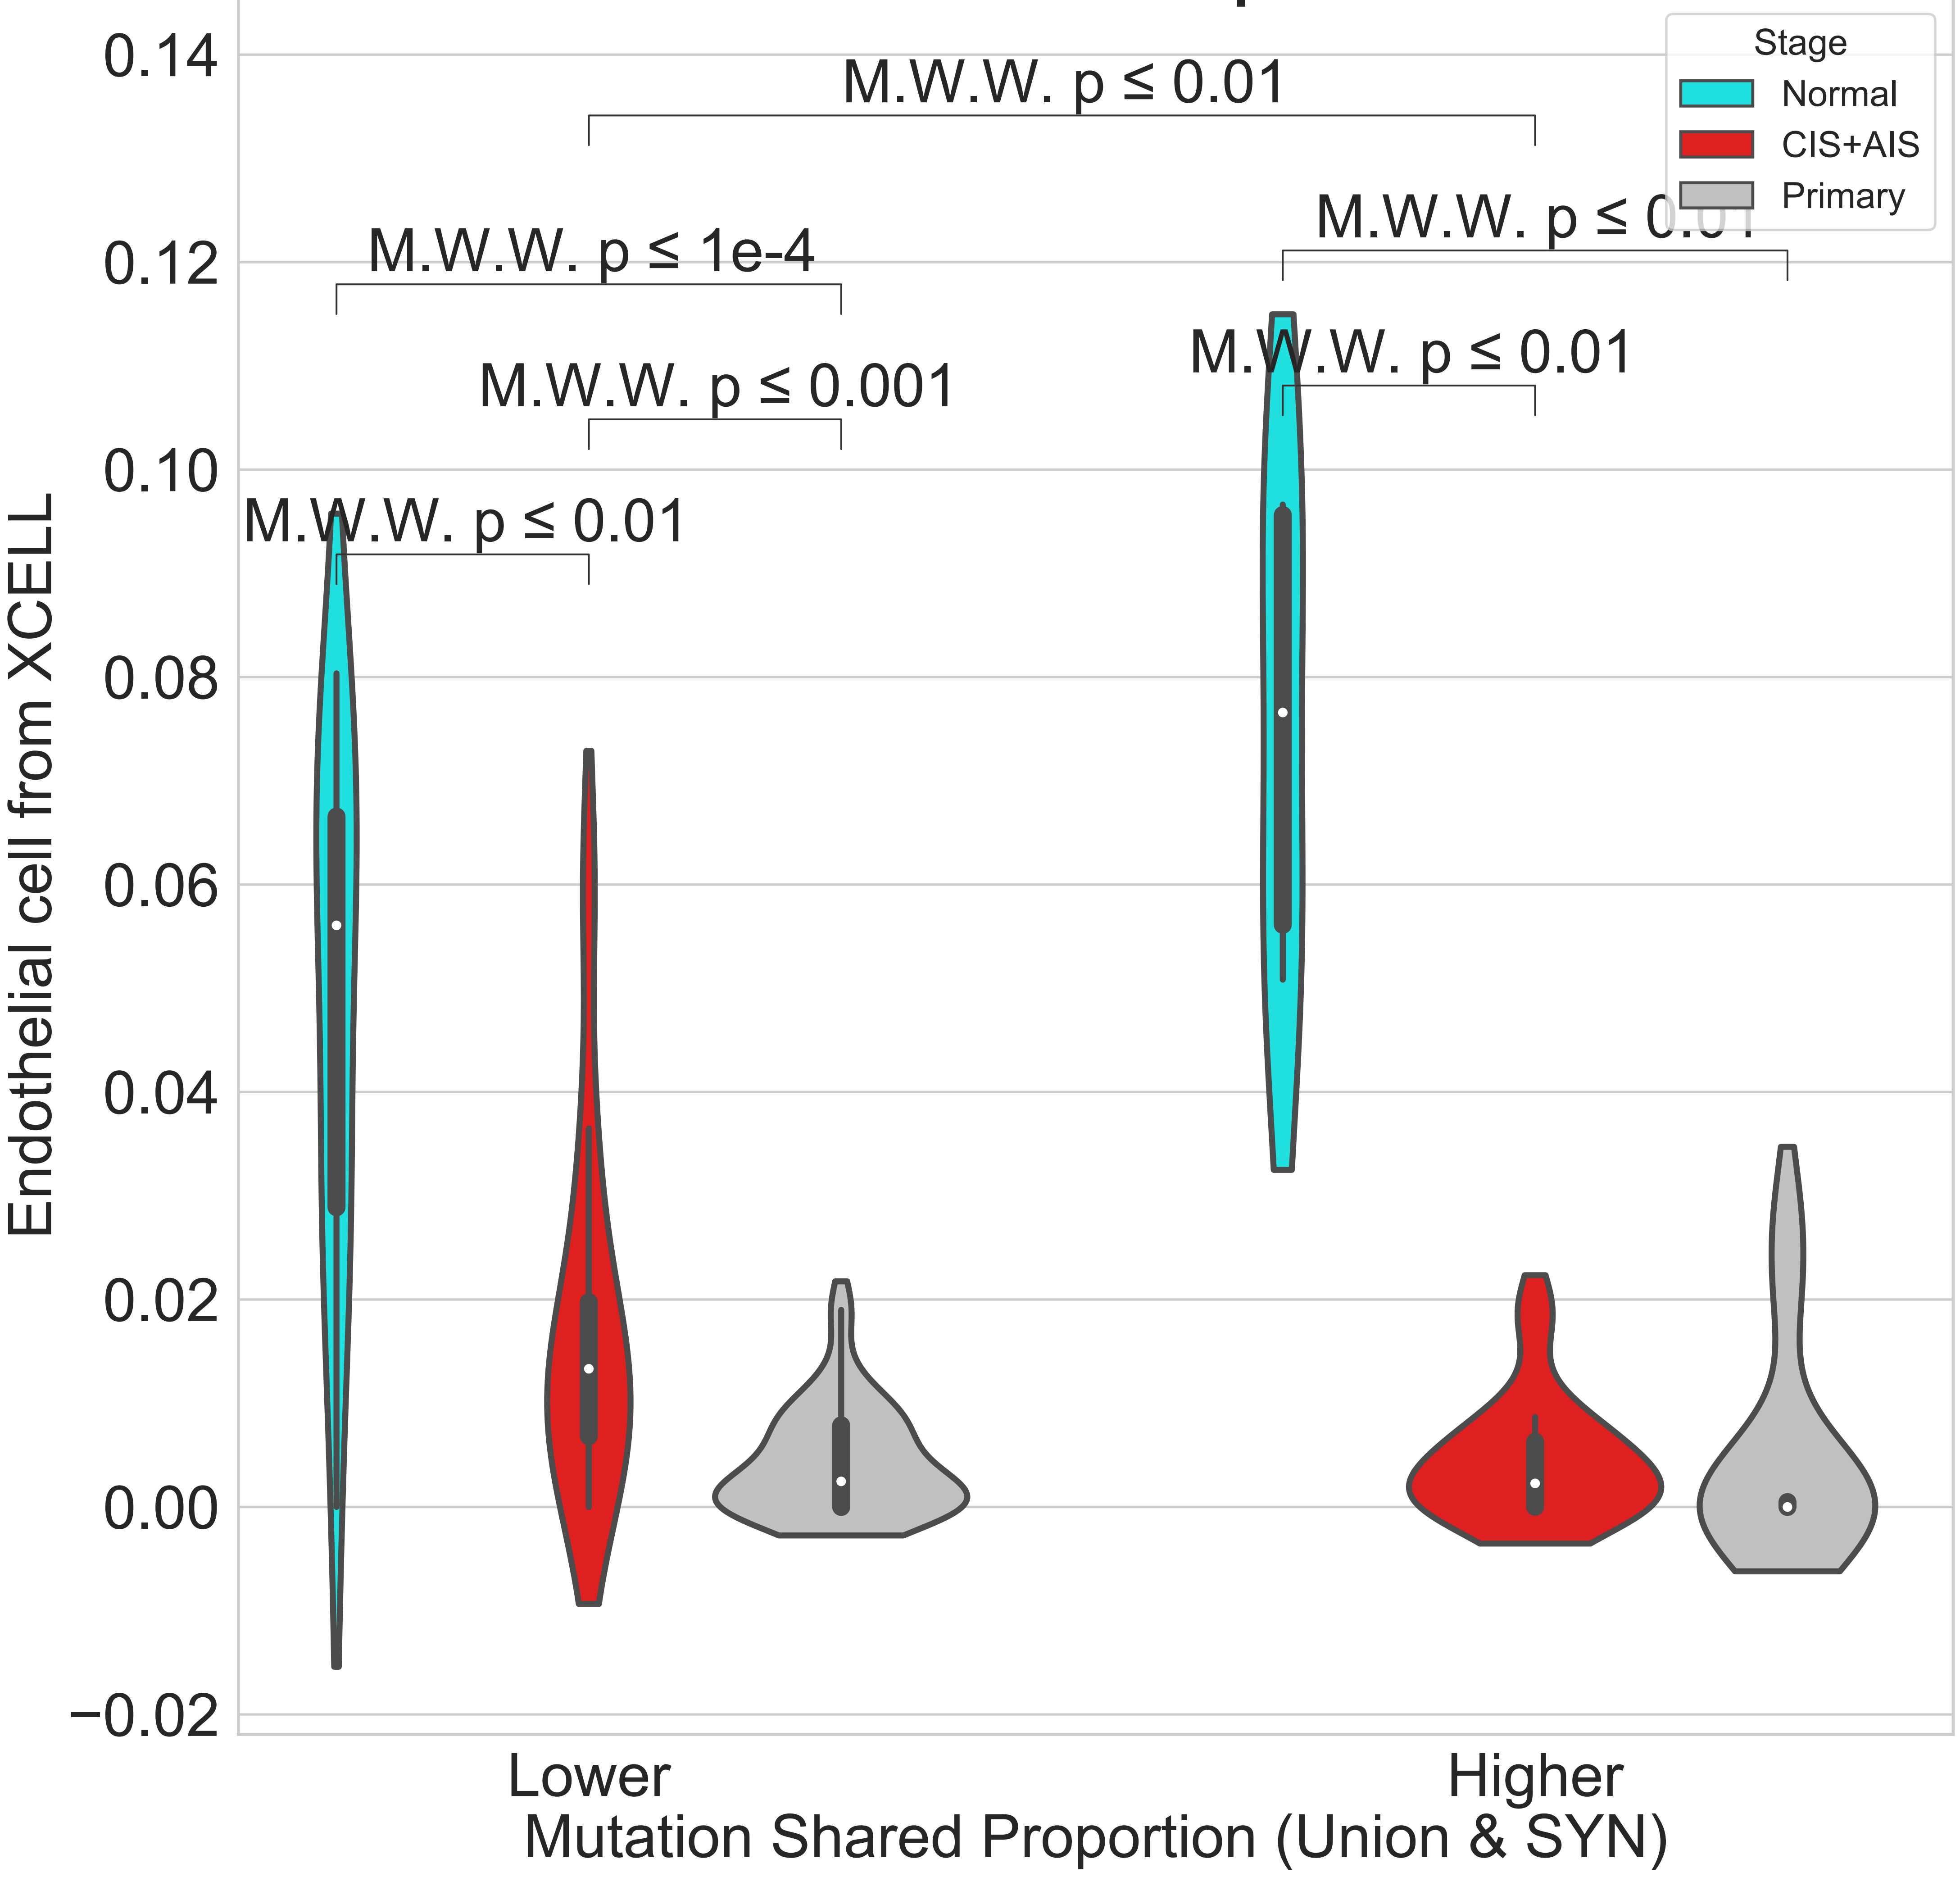 0.14
0.12
0.10
0.08
0.06
0.04
0.02
0.00
−0.02
Endothelial cell from XCELL
M.W.W. p ≤ 0.01
M.W.W. p ≤ 1e-4
M.W.W. p ≤ 0.001
M.W.W. p ≤ 0.01
M.W.W. p ≤ 0.01
M.W.W. p ≤ 0.01
Stage
Normal
CIS+AIS
Primary
Lower
Higher
Mutation Shared Proportion (Union & SYN)